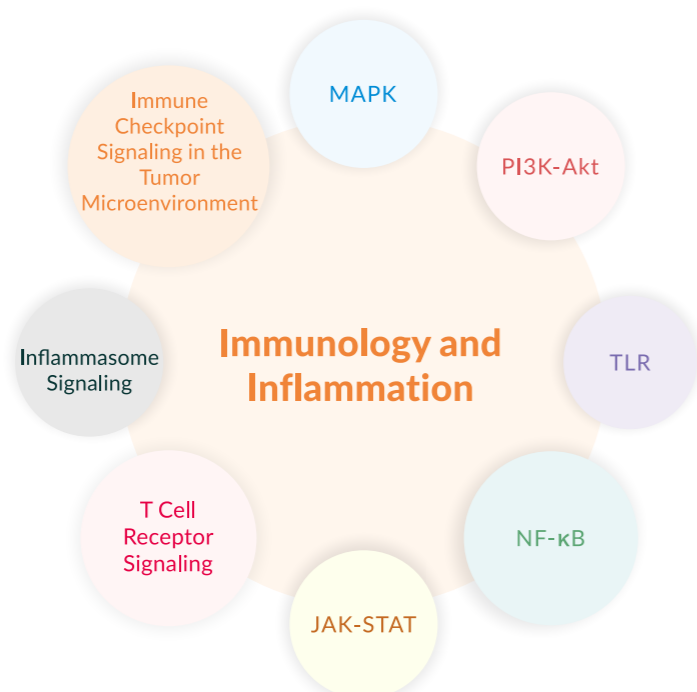 MAPK
Immune
Checkpoint
Signaling in the
Tumor
Microenvironment
PI3K-Akt
Immunology and
Inflammation
Inflammasome
Signaling
TLR
T Cell
Receptor
Signaling
NF-κB
JAK-STAT